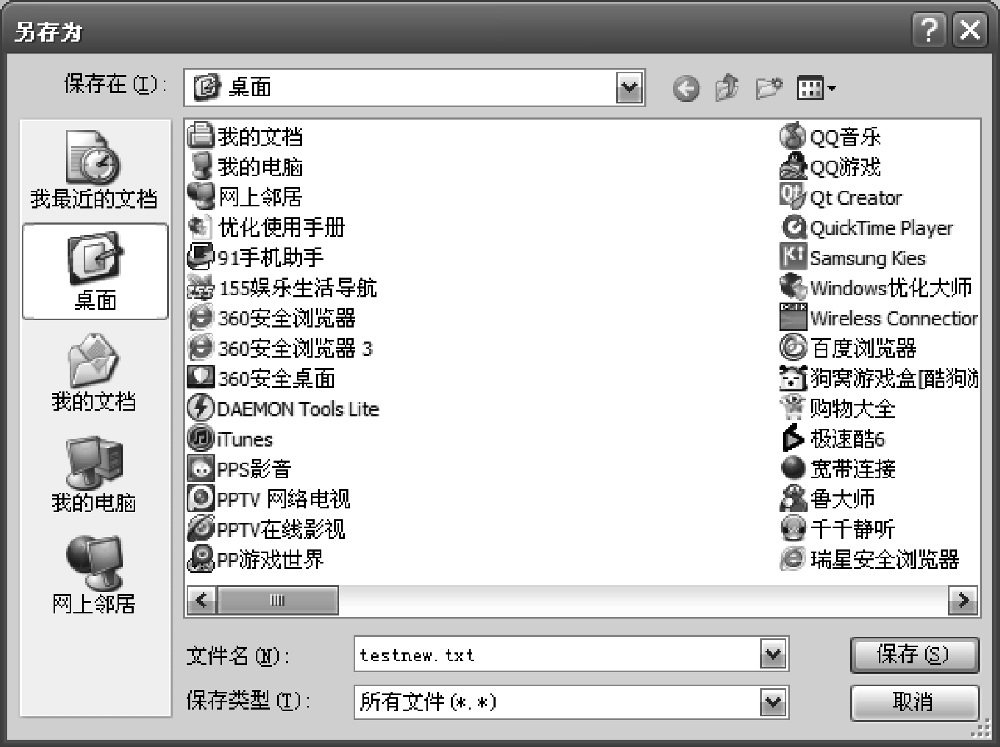 另存为
保存在(I):
桌面
我最近的文档
桌面
我的文档
我的电脑
网上邻居
我的文档
我的电脑
网上邻居
优化使用手册
91手机助手
155娱乐生活导航
360安全浏览器
360安全浏览器 3
360安全桌面
DAEMON Tools Lite
iTunes
PPS影音
PPTV 网络电视
PPTV在线影视
PP游戏世界
QQ音乐
QQ游戏
Qt Creator
QuickTime Player
Samsung Kies
Windows优化大师
Wireless Connection
百度浏览器
狗窝游戏盒[酷狗游
购物大全
极速酷6
宽带连接
鲁大师
千千静听
瑞星安全浏览器
文件名(N):
testnew.txt
保存(S)
保存类型(T):
所有文件(*.*)
取消